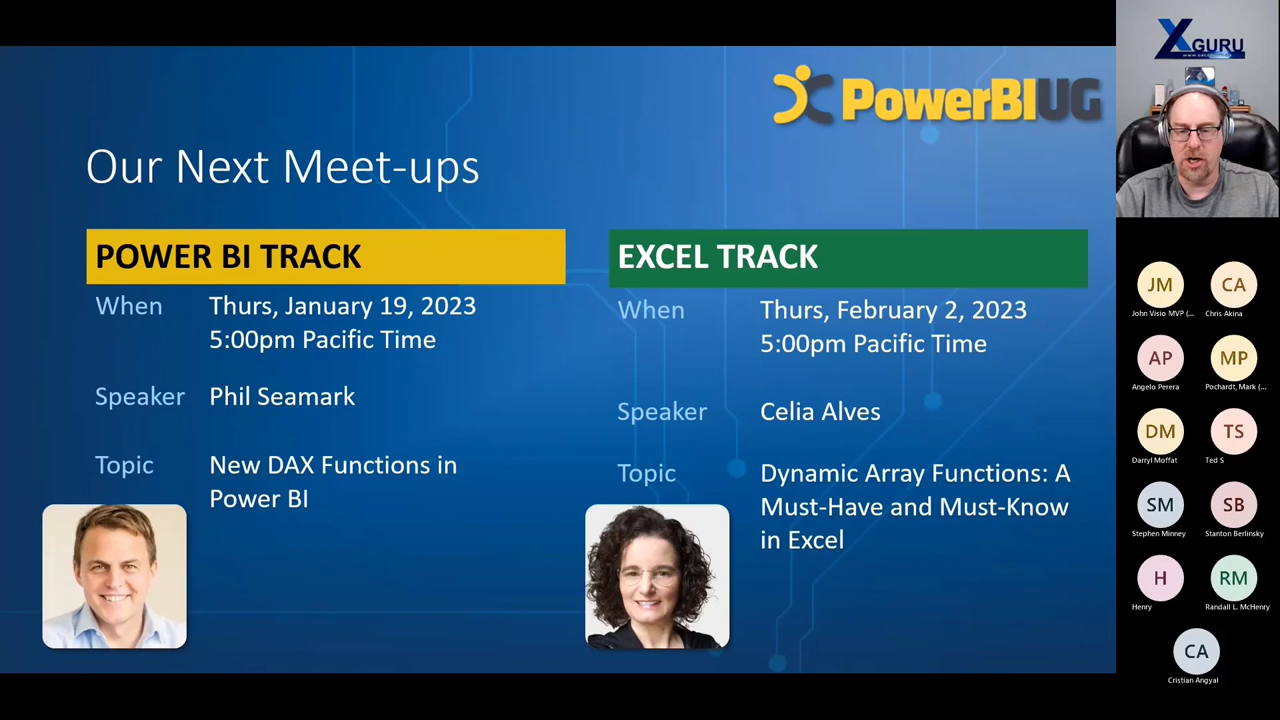 PowerBIUG
Our Next Meet-ups
POWER BI TRACK
When
Thurs, January 19, 2023
5:00pm Pacific Time
Speaker
Phil Seamark
Topic
New DAX Functions in
Power BI
EXCEL TRACK
When
Thurs, February 2, 2023
5:00pm Pacific Time
Speaker
Celia Alves
Topic
Dynamic Array Functions: A
Must-Have and Must-Know
in Excel
XGURU
JM
CA
John Visio MVP (...
Chris Akina
AP
MP
Angelo Perera
Pochardt, Mark (...
DM
TS
Darryl Moffat
Ted S
SM
SB
Stephen Minney
Stanton Berlinsky
H
RM
Henry
Randall L. McHenry
CA
Cristian Angyal